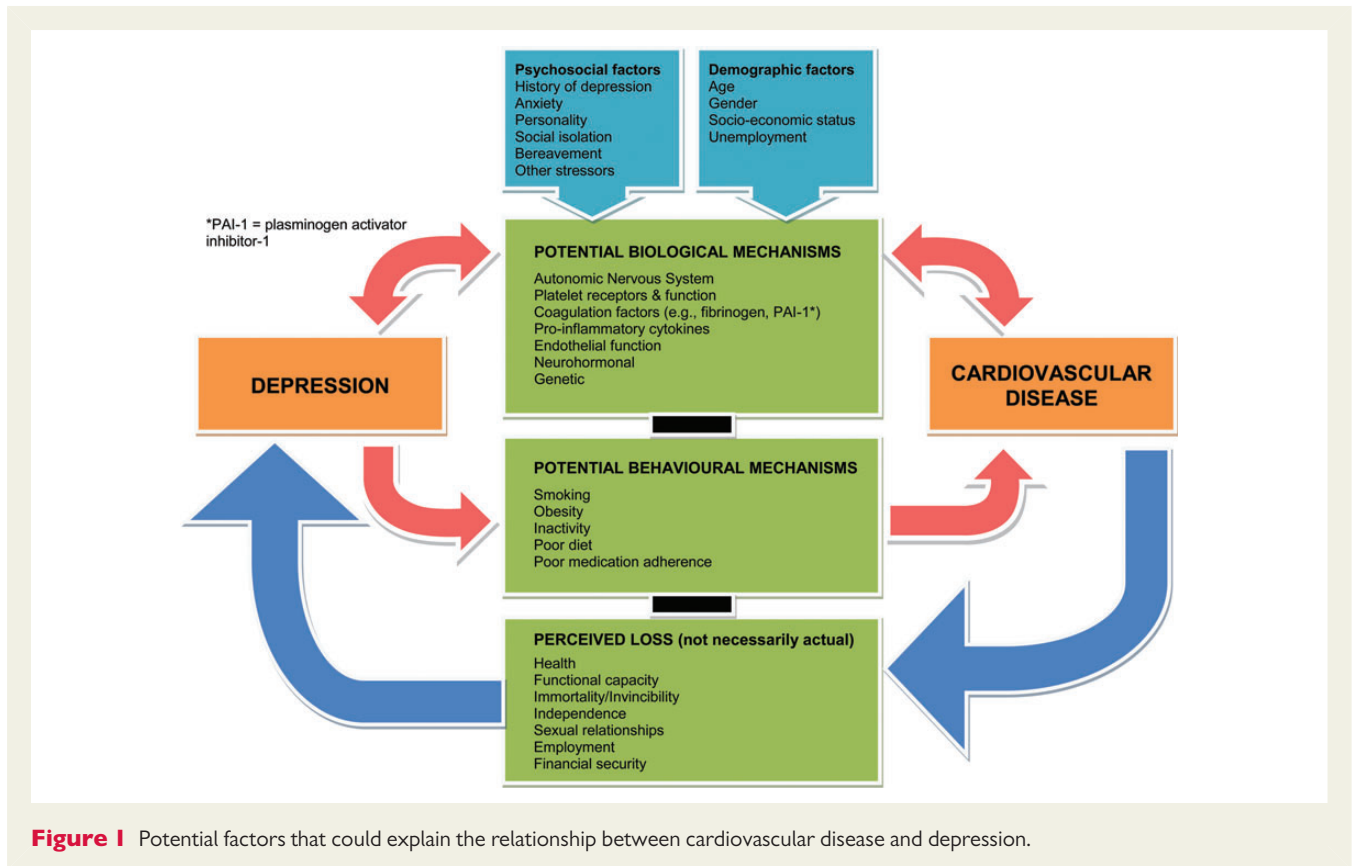 Psychosocial factors
History of depression
Anxiety
Personality
Social isolation
Bereavement
Other stressors
Demographic factors
Age
Gender
Socio-economic status
Unemployment
*PAI-1 = plasminogen activator
inhibitor-1
POTENTIAL BIOLOGICAL MECHANISMS
Autonomic Nervous System
Platelet receptors & function
Coagulation factors (e.g., fibrinogen, PAI-1*)
Pro-inflammatory cytokines
Endothelial function
Neurohormonal
Genetic
DEPRESSION
CARDIOVASCULAR
DISEASE
POTENTIAL BEHAVIOURAL MECHANISMS
Smoking
Obesity
Inactivity
Poor diet
Poor medication adherence
PERCEIVED LOSS (not necessarily actual)
Health
Functional capacity
Immortality/Invincibility
Independence
Sexual relationships
Employment
Financial security
Figure 1 Potential factors that could explain the relationship between cardiovascular disease and depression.